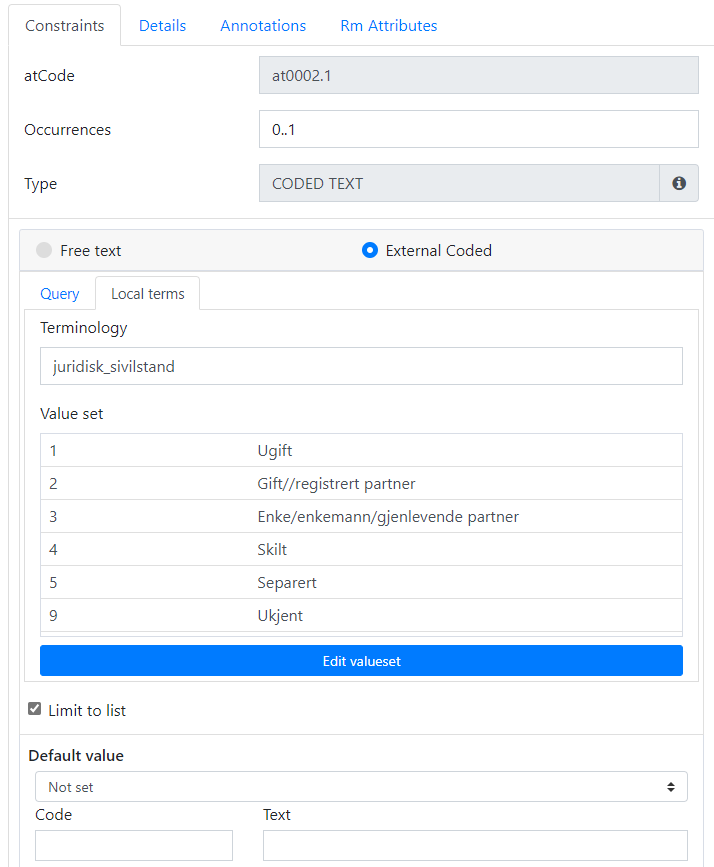 Constraints Details Annotations Rm Attributes
atCode at0002.1
Occurrences 0..1
Type CODED TEXT
Free text External Coded
Query Local terms
Terminology
juridisk_sivilstand
Value set
1 Ugift
2 Gift//registrert partner
3 Enke/enkemann/gjenlevende partner
4 Skilt
5 Separert
9 Ukjent
Edit valueset
Limit to list
Default value
Not set
Code Text